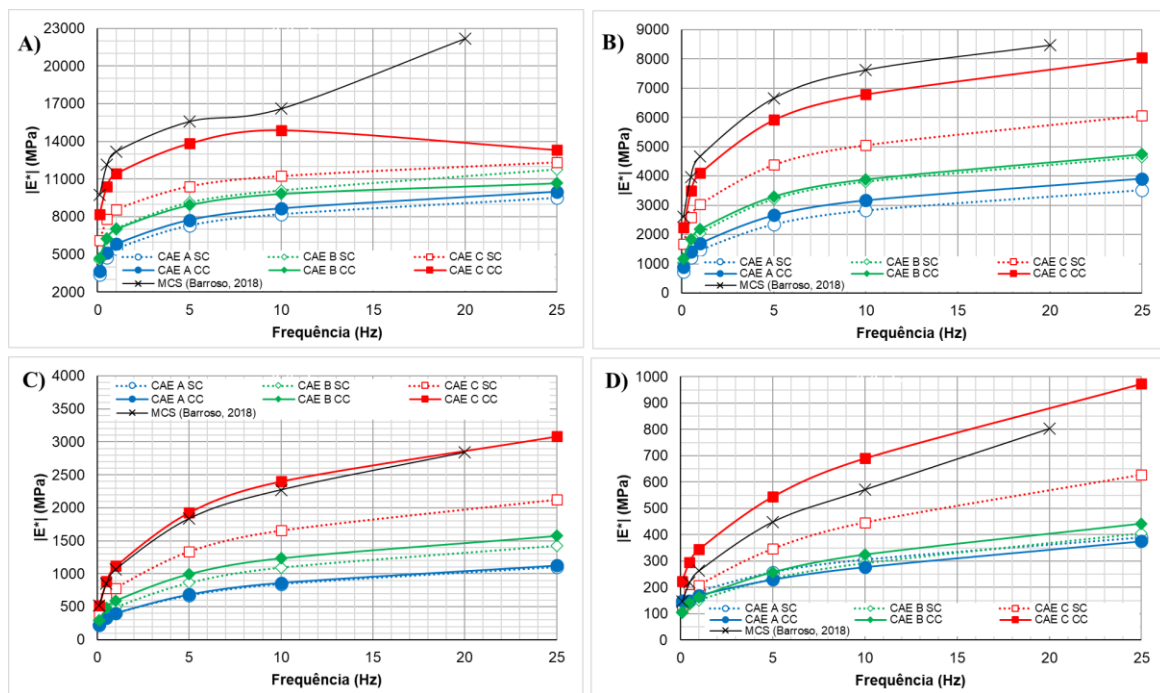 A)
|E*| (MPa)
23000
20000
17000
14000
11000
8000
5000
2000
CAE A SC CAE B SC CAE C SC
CAE A CC CAE B CC CAE C CC
MCS (Barroso, 2018)
0 5 10 15 20 25
Frequência (Hz)
B)
|E*| (MPa)
9000
8000
7000
6000
5000
4000
3000
2000
1000
0
CAE A SC CAE B SC CAE C SC
CAE A CC CAE B CC CAE C CC
MCS (Barroso, 2018)
0 5 10 15 20 25
Frequência (Hz)
C)
|E*| (MPa)
4000
3500
3000
2500
2000
1500
1000
500
0
CAE A SC CAE B SC CAE C SC
CAE A CC CAE B CC CAE C CC
MCS (Barroso, 2018)
0 5 10 15 20 25
Frequência (Hz)
D)
|E*| (MPa)
1000
900
800
700
600
500
400
300
200
100
0
CAE A SC CAE B SC CAE C SC
CAE A CC CAE B CC CAE C CC
MCS (Barroso, 2018)
0 5 10 15 20 25
Frequência (Hz)